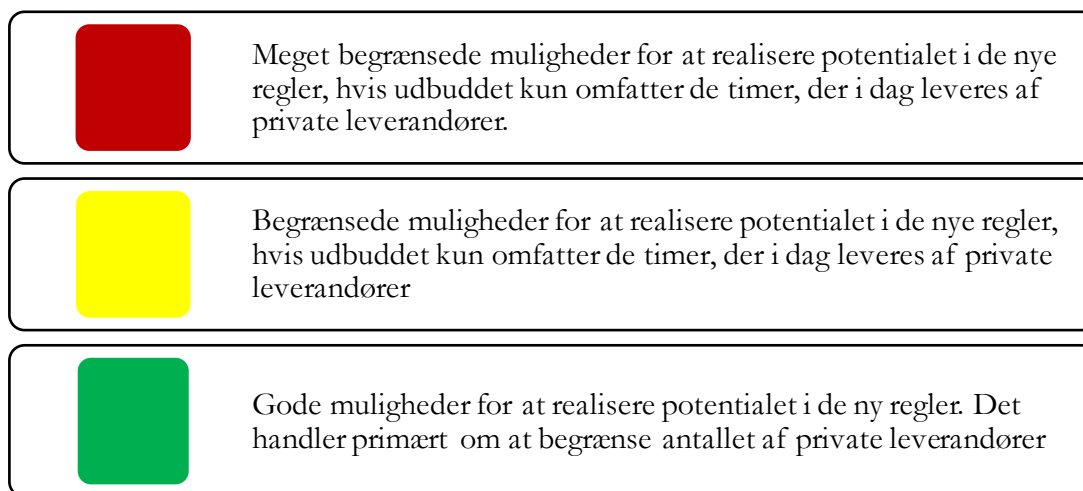 Meget begrænsede muligheder for at realisere potentialet i de nye
regler, hvis udbuddet kun omfatter de timer, der i dag leveres af
private leverandører.
Begrænsede muligheder for at realisere potentialet i de nye regler,
hvis udbuddet kun omfatter de timer, der i dag leveres af private
leverandører
Gode muligheder for at realisere potentialet i de ny regler. Det
handler primært om at begrænse antallet af private leverandører